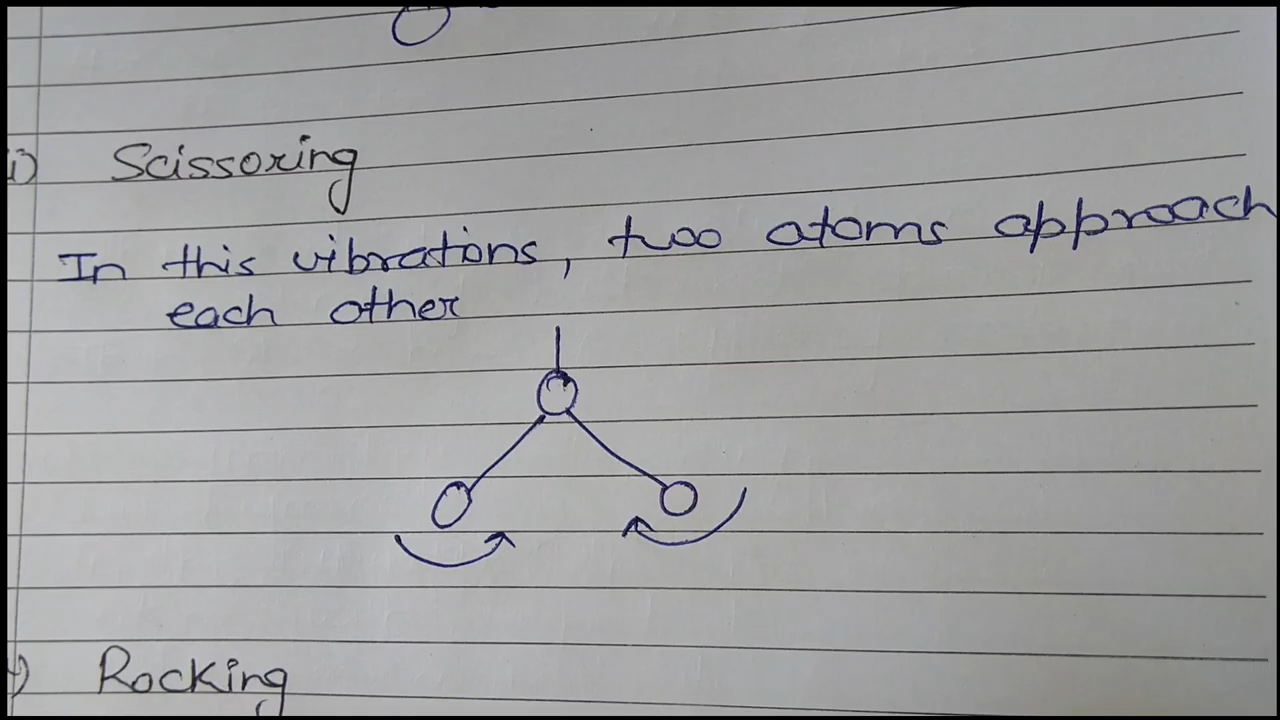 i) Scissoring
In this vibrations, two atoms approach
each other
) Rocking